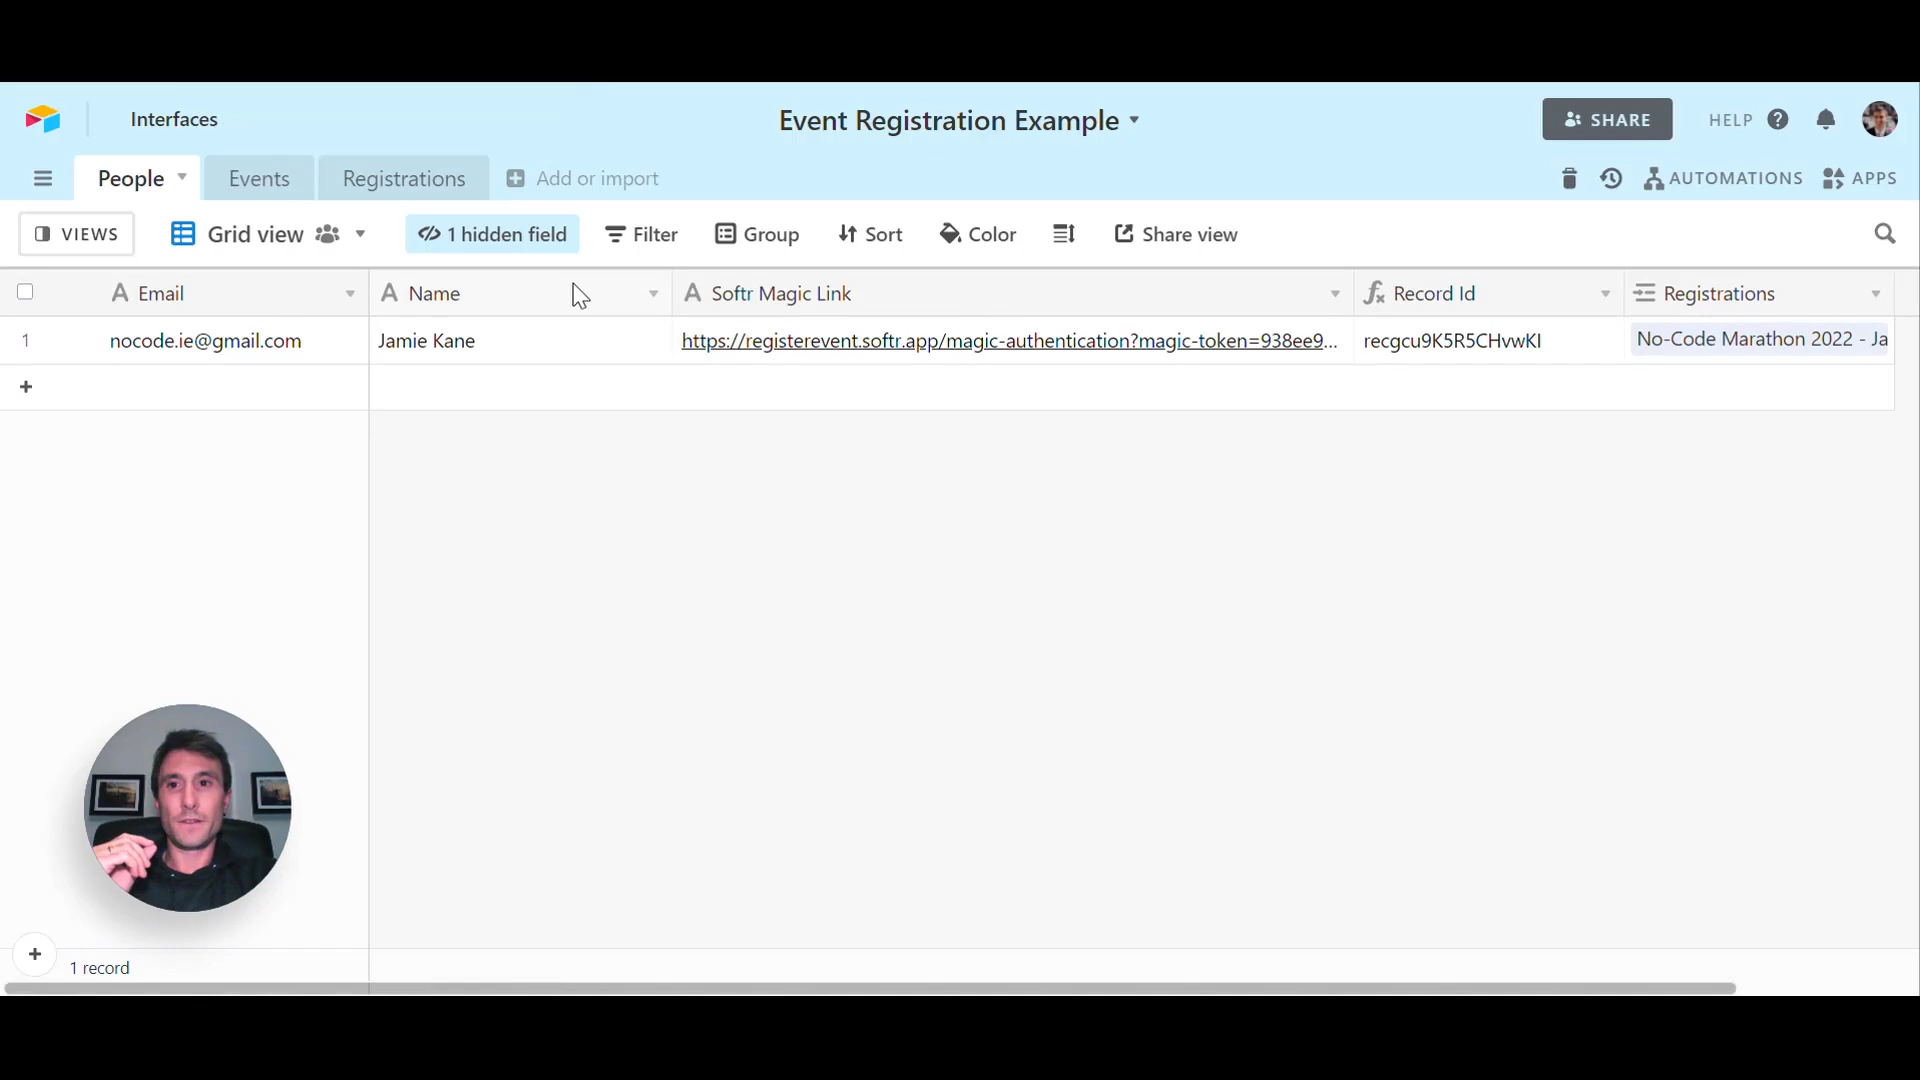 Interfaces
Event Registration Example
SHARE
HELP
People
Events
Registrations
Add or import
AUTOMATIONS
APPS
VIEWS
Grid view
1 hidden field
Filter
Group
Sort
Color
Share view
Email
Name
Softr Magic Link
Record Id
Registrations
1
nocode.ie@gmail.com
Jamie Kane
https://registerevent.softr.app/magic-authentication?magic-token=938ee9...
recgcu9K5R5CHvwKI
No-Code Marathon 2022 - Ja
1 record